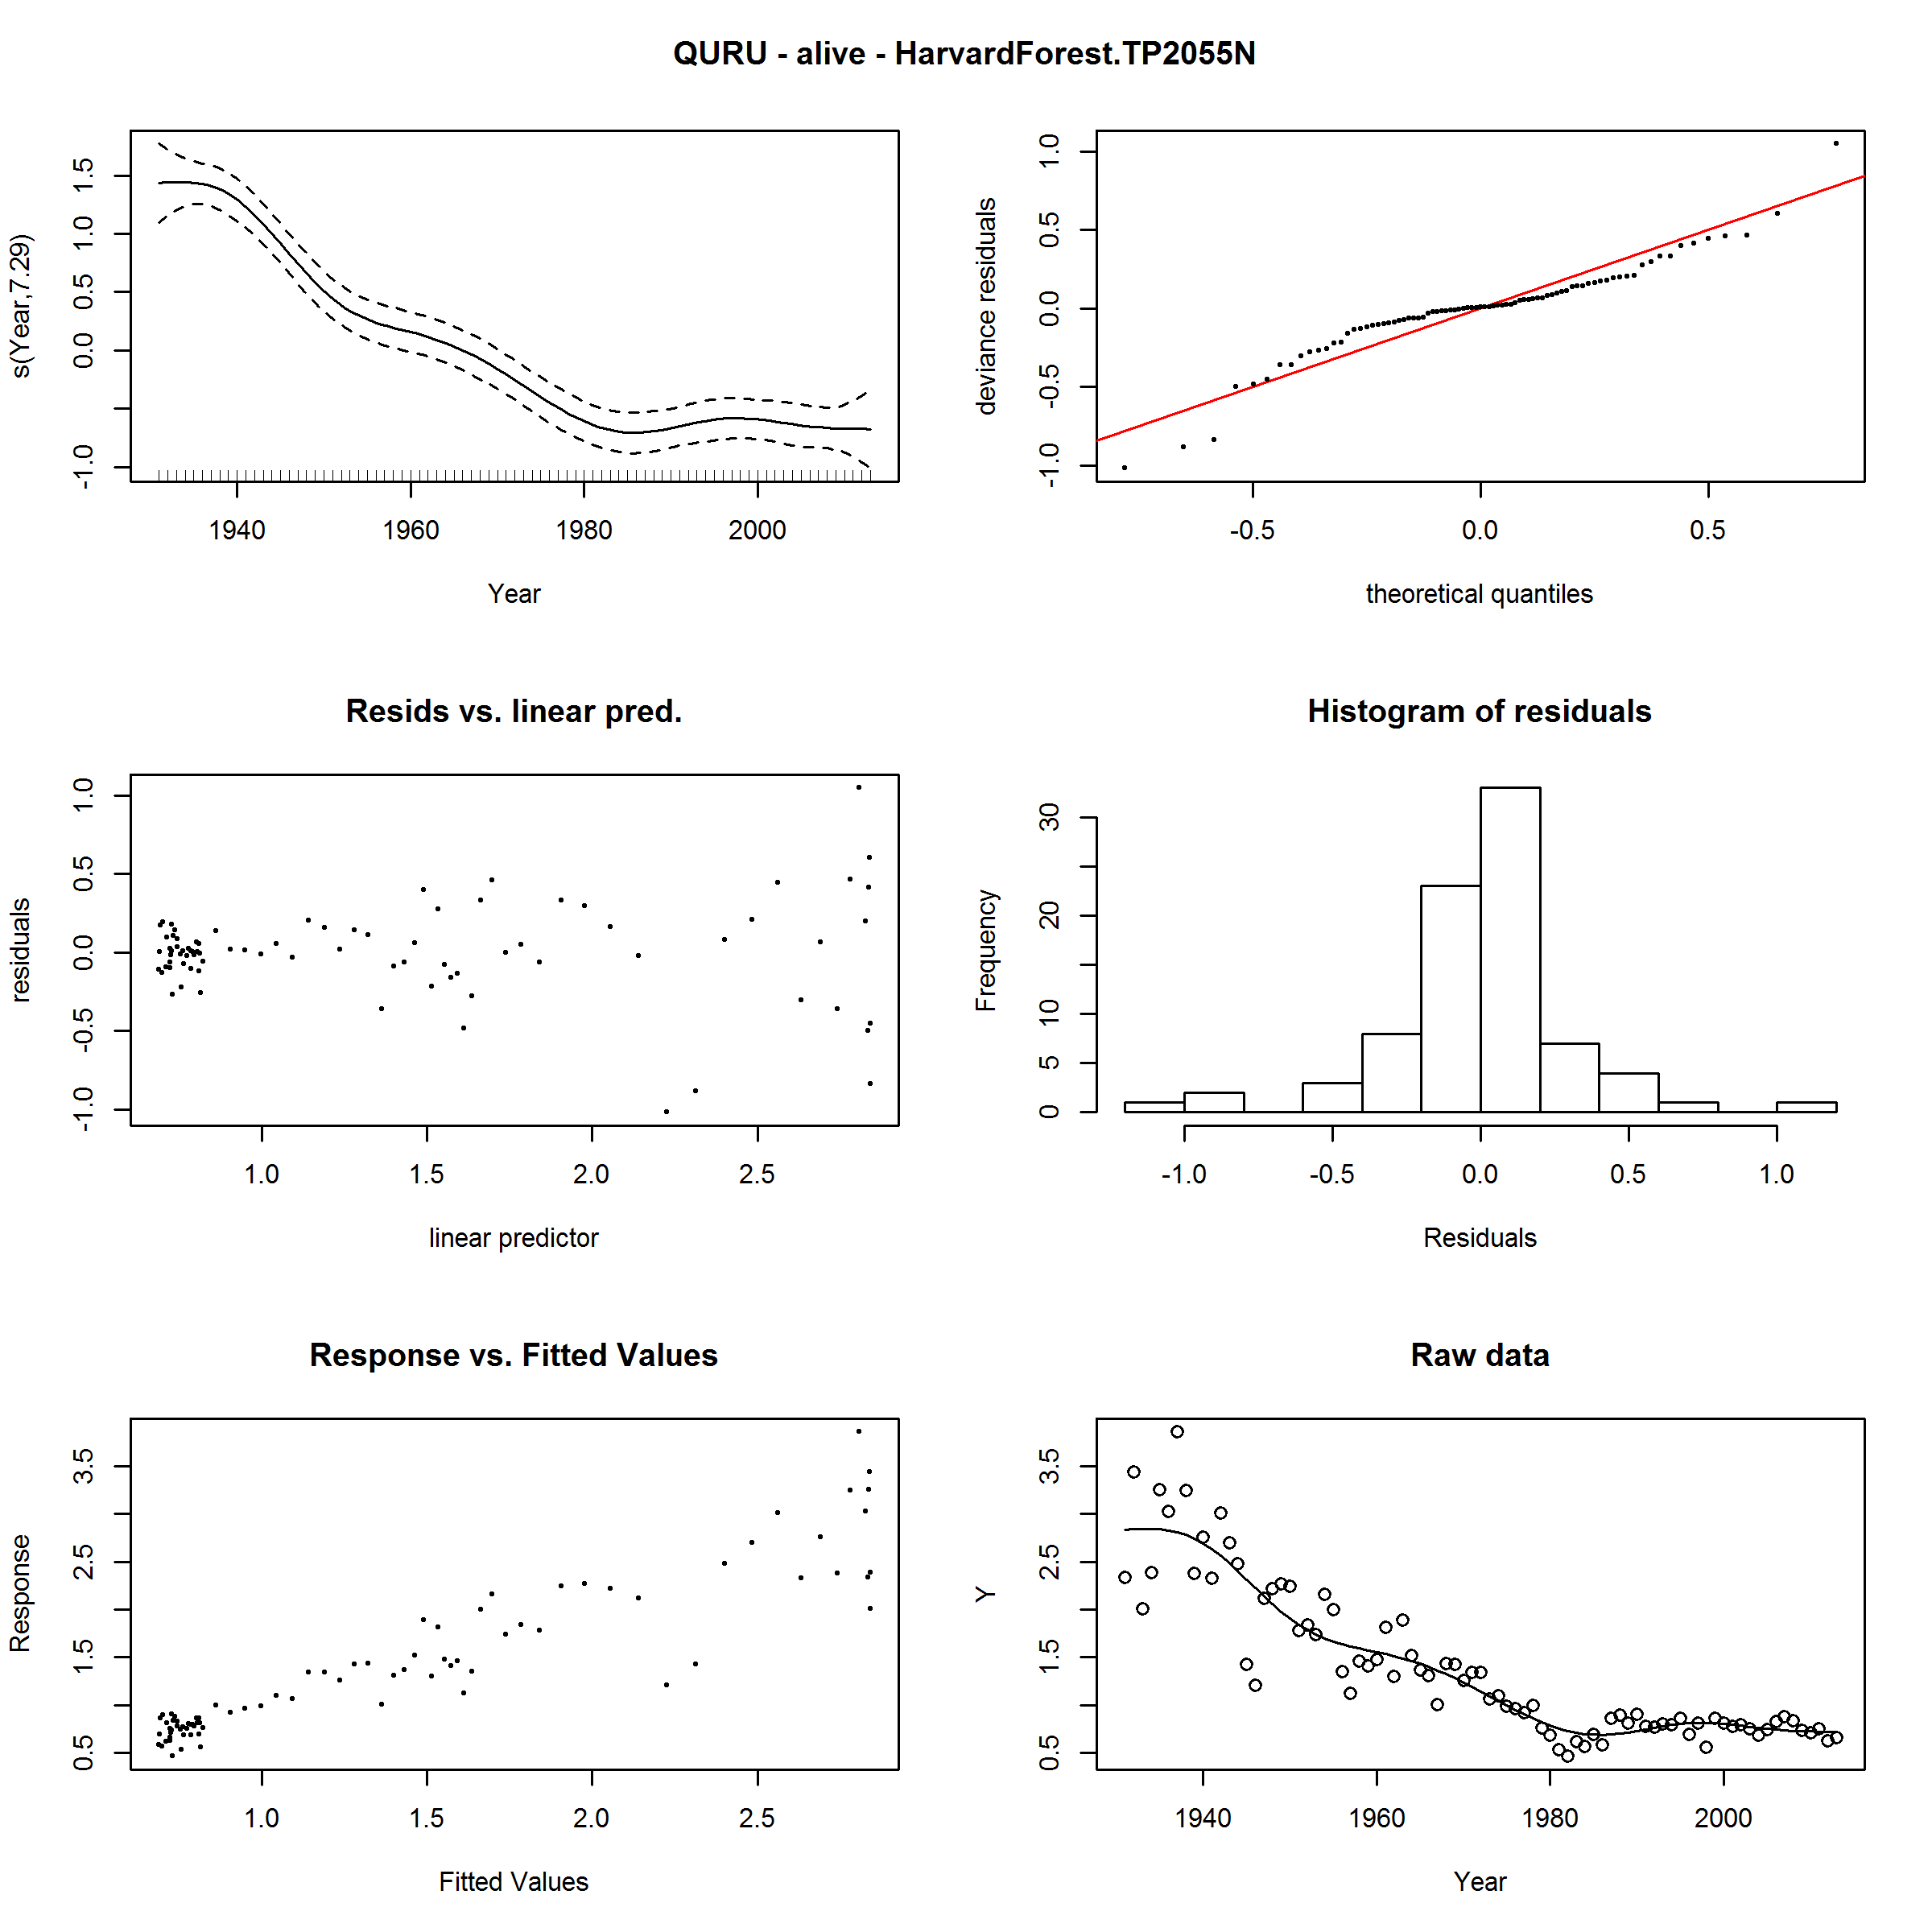 QURU - alive - HarvardForest.TP2055N
s(Year,7.29)
-1.0 0.0 0.5 1.0 1.5
1940 1960 1980 2000
Year
deviance residuals
-1.0 -0.5 0.0 0.5 1.0
-0.5 0.0 0.5
theoretical quantiles
Resids vs. linear pred.
residuals
-1.0 -0.5 0.0 0.5 1.0
1.0 1.5 2.0 2.5
linear predictor
Histogram of residuals
Frequency
0 5 10 20 30
-1.0 -0.5 0.0 0.5 1.0
Residuals
Response vs. Fitted Values
Response
0.5 1.5 2.5 3.5
1.0 1.5 2.0 2.5
Fitted Values
Raw data
Y
0.5 1.5 2.5 3.5
1940 1960 1980 2000
Year